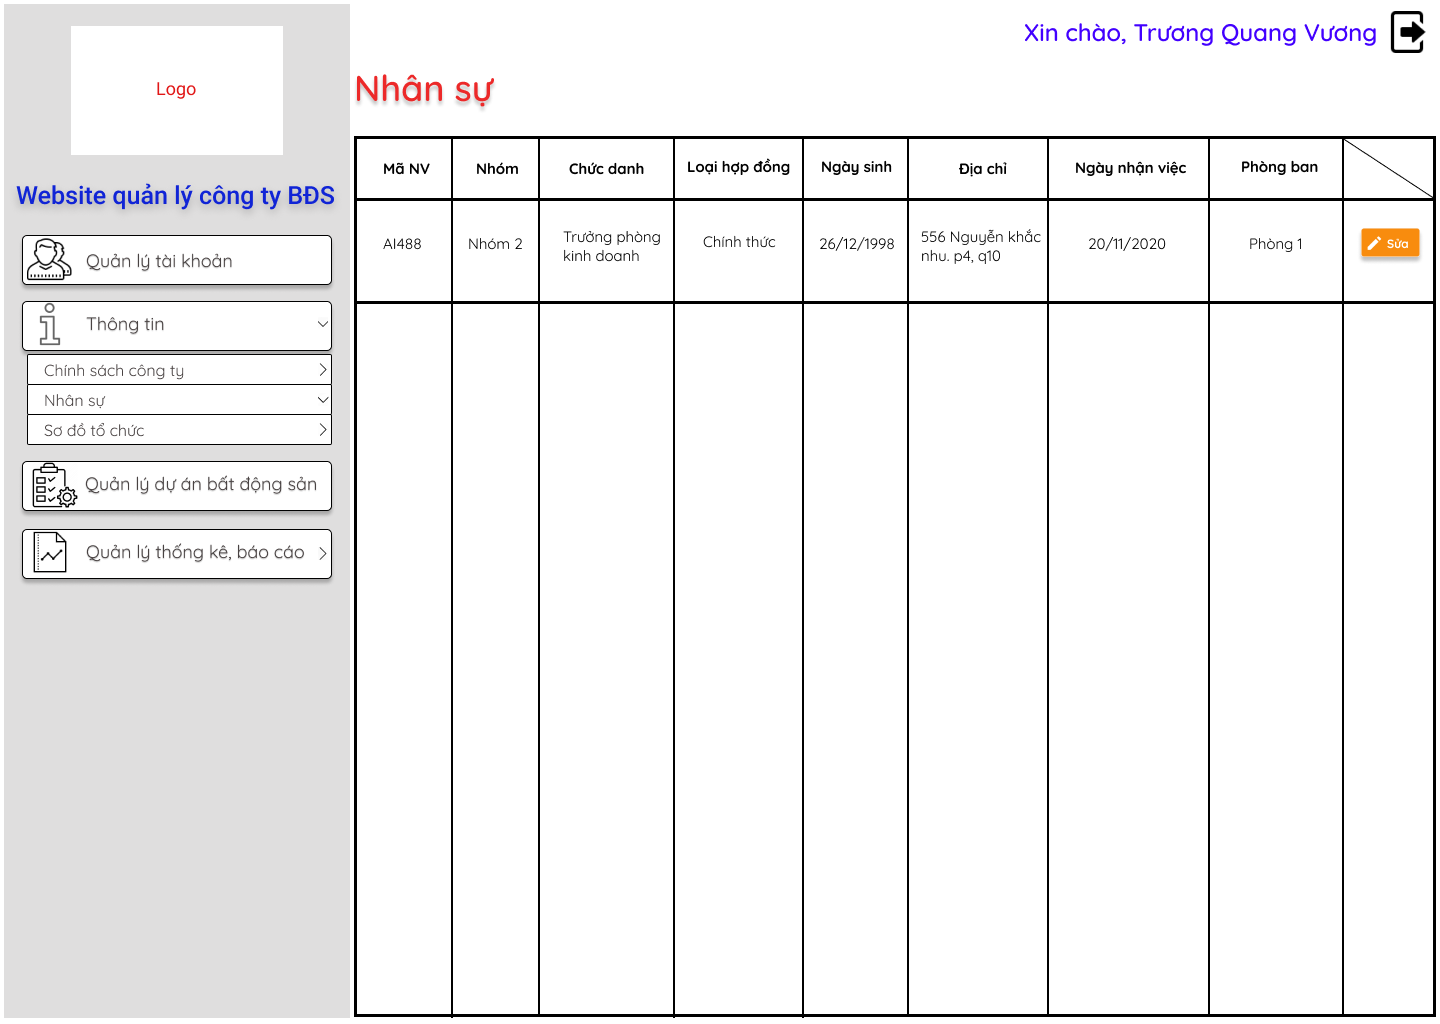 Xin chào, Trương Quang Vương
Logo
Nhân sự
Website quản lý công ty BĐS
Quản lý tài khoản
Thông tin
Chính sách công ty
Nhân sự
Sơ đồ tổ chức
Quản lý dự án bất động sản
Quản lý thống kê, báo cáo
Mã NV
Nhóm
Chức danh
Loại hợp đồng
Ngày sinh
Địa chỉ
Ngày nhận việc
Phòng ban
AI488
Nhóm 2
Trưởng phòng
kinh doanh
Chính thức
26/12/1998
556 Nguyễn khắc
nhu. p4, q10
20/11/2020
Phòng 1
Sửa